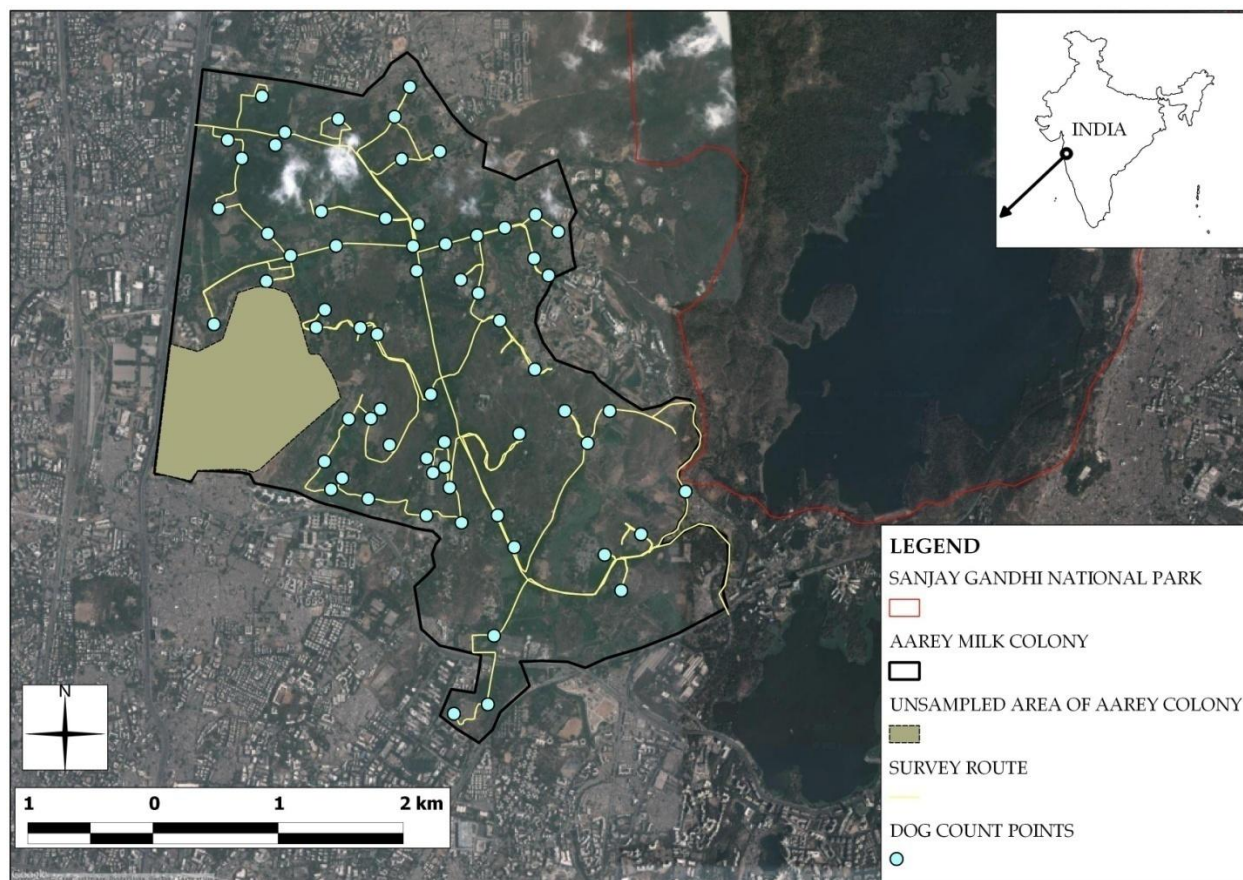 INDIA
LEGEND
SANJAY GANDHI NATIONAL PARK
AAREY MILK COLONY
UNSAMPLED AREA OF AAREY COLONY
SURVEY ROUTE
DOG COUNT POINTS
N
1 0 1 2 km
Google